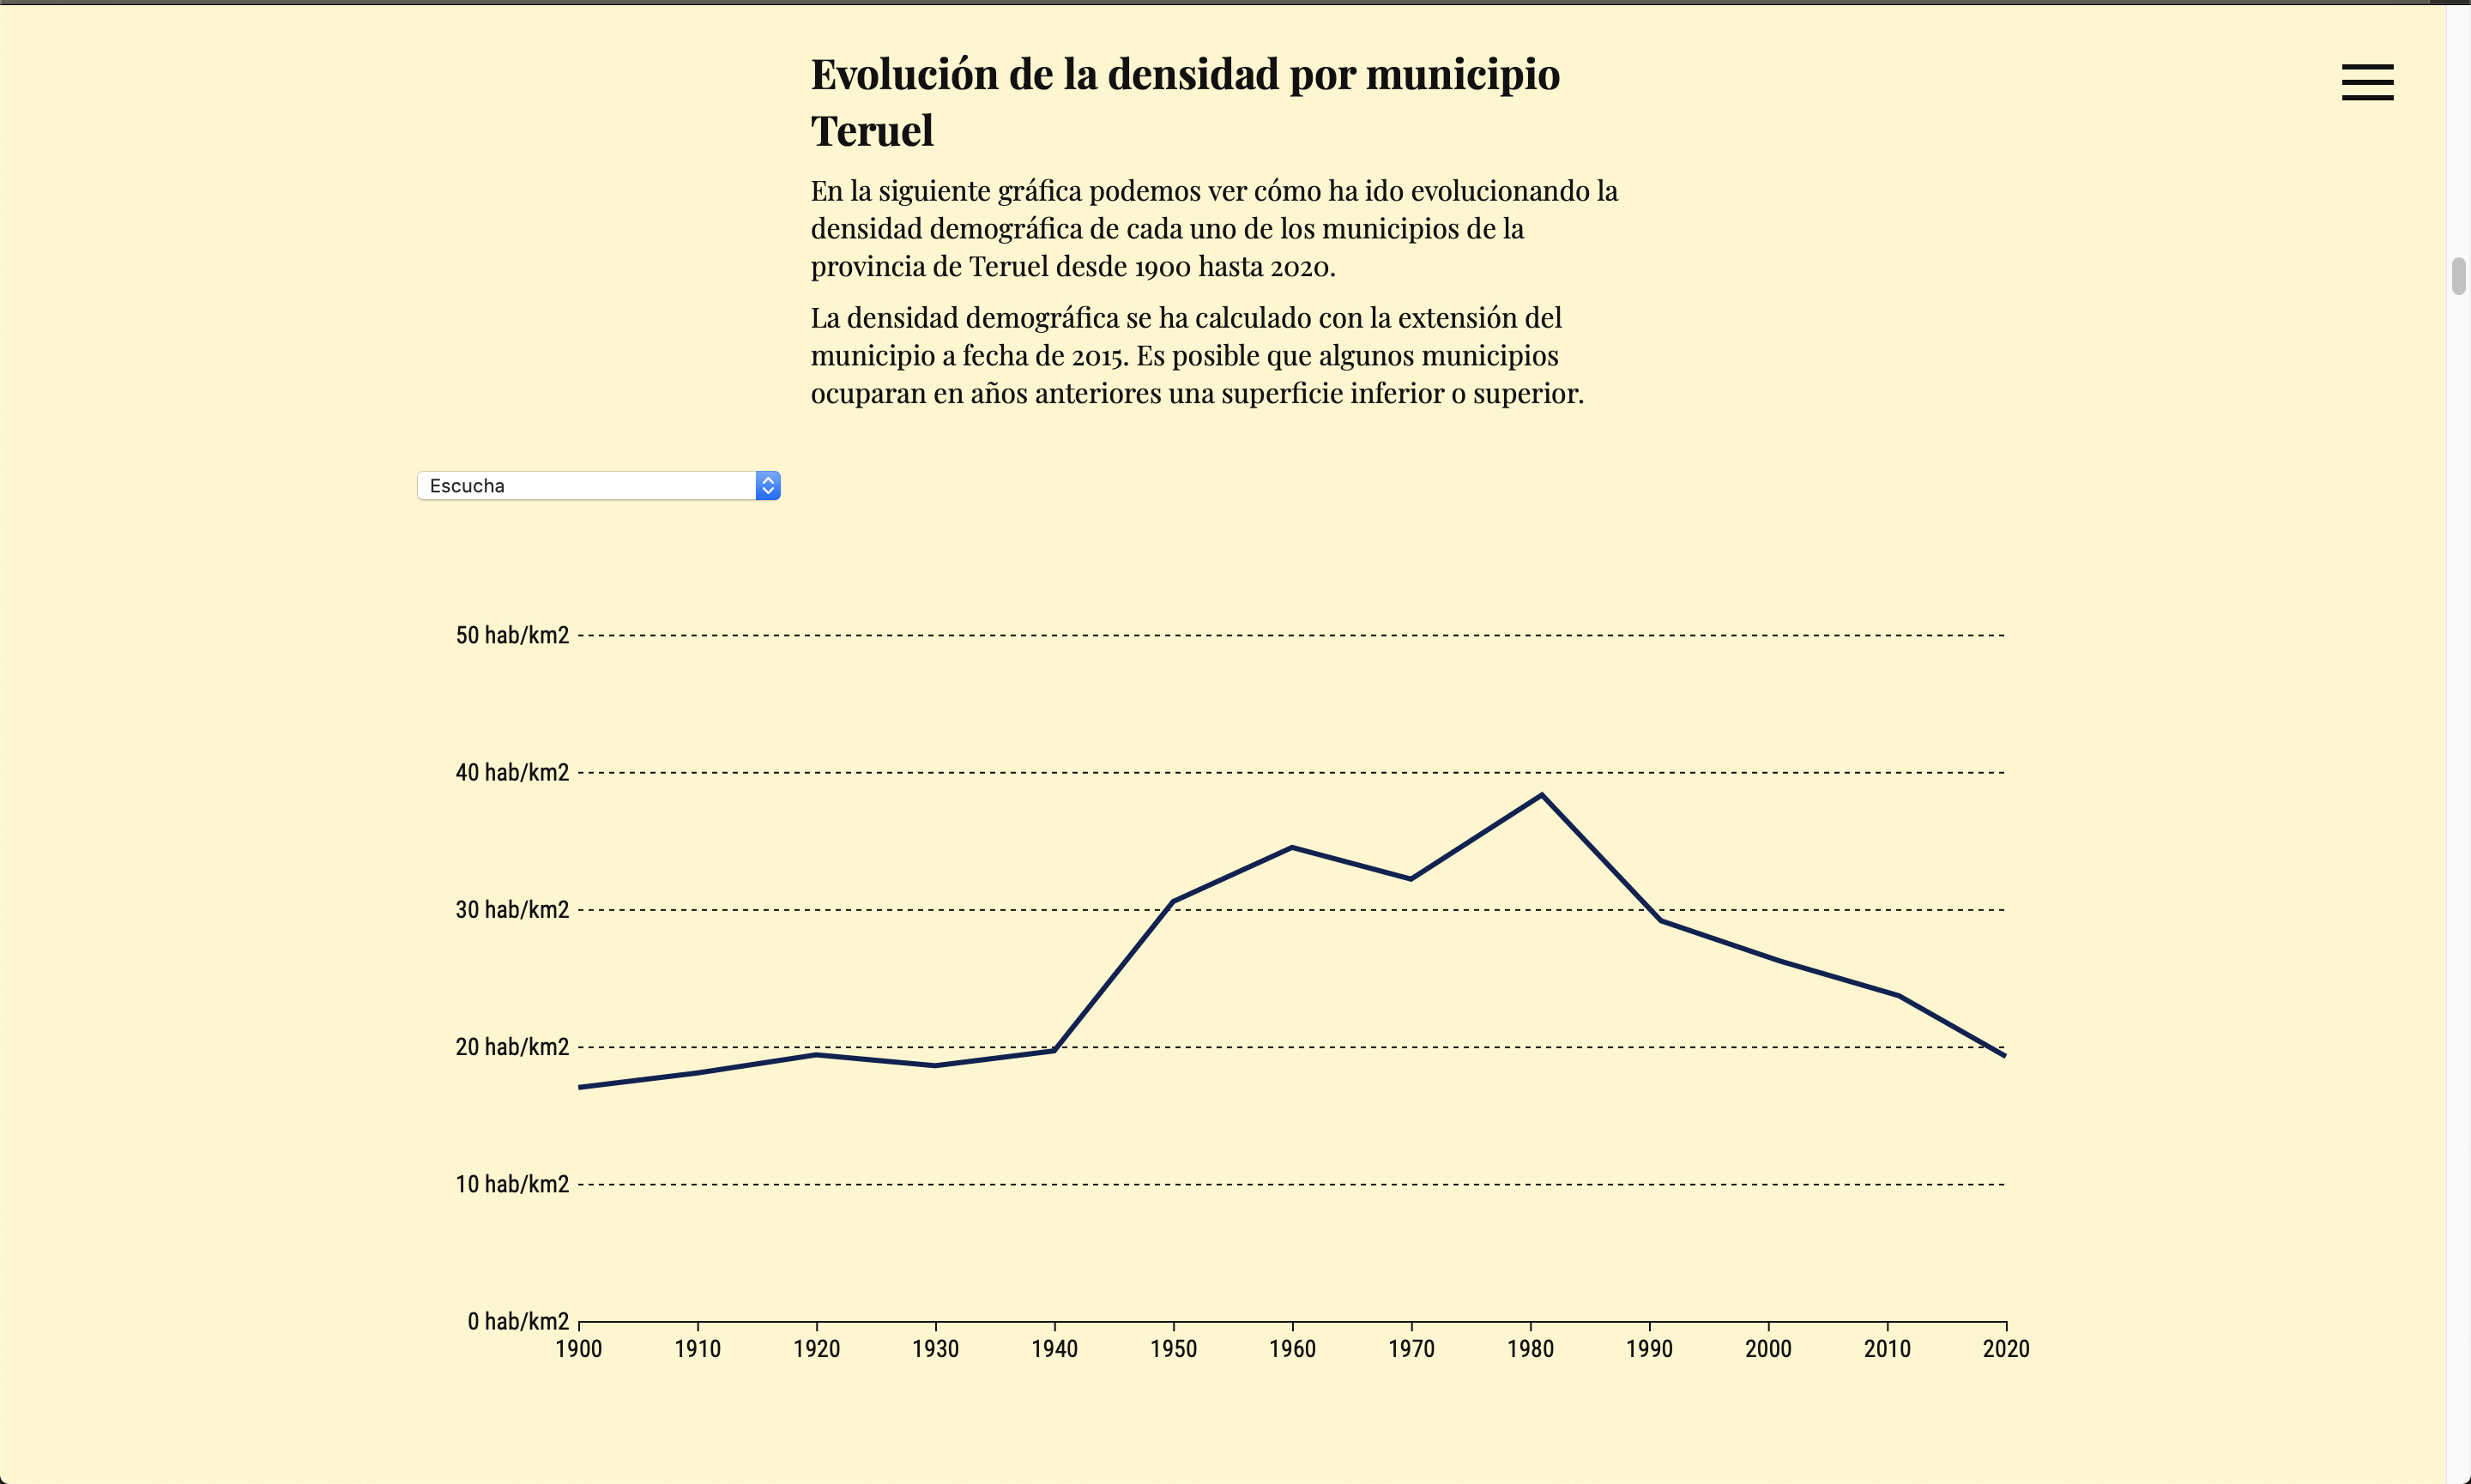 Evolución de la densidad por municipio
Teruel
En la siguiente gráfica podemos ver cómo ha ido evolucionando la
densidad demográfica de cada uno de los municipios de la
provincia de Teruel desde 1900 hasta 2020.
La densidad demográfica se ha calculado con la extensión del
municipio a fecha de 2015. Es posible que algunos municipios
ocuparan en años anteriores una superficie inferior o superior.
Escucha
50 hab/km2
40 hab/km2
30 hab/km2
20 hab/km2
10 hab/km2
0 hab/km2
1900 1910 1920 1930 1940 1950 1960 1970 1980 1990 2000 2010 2020